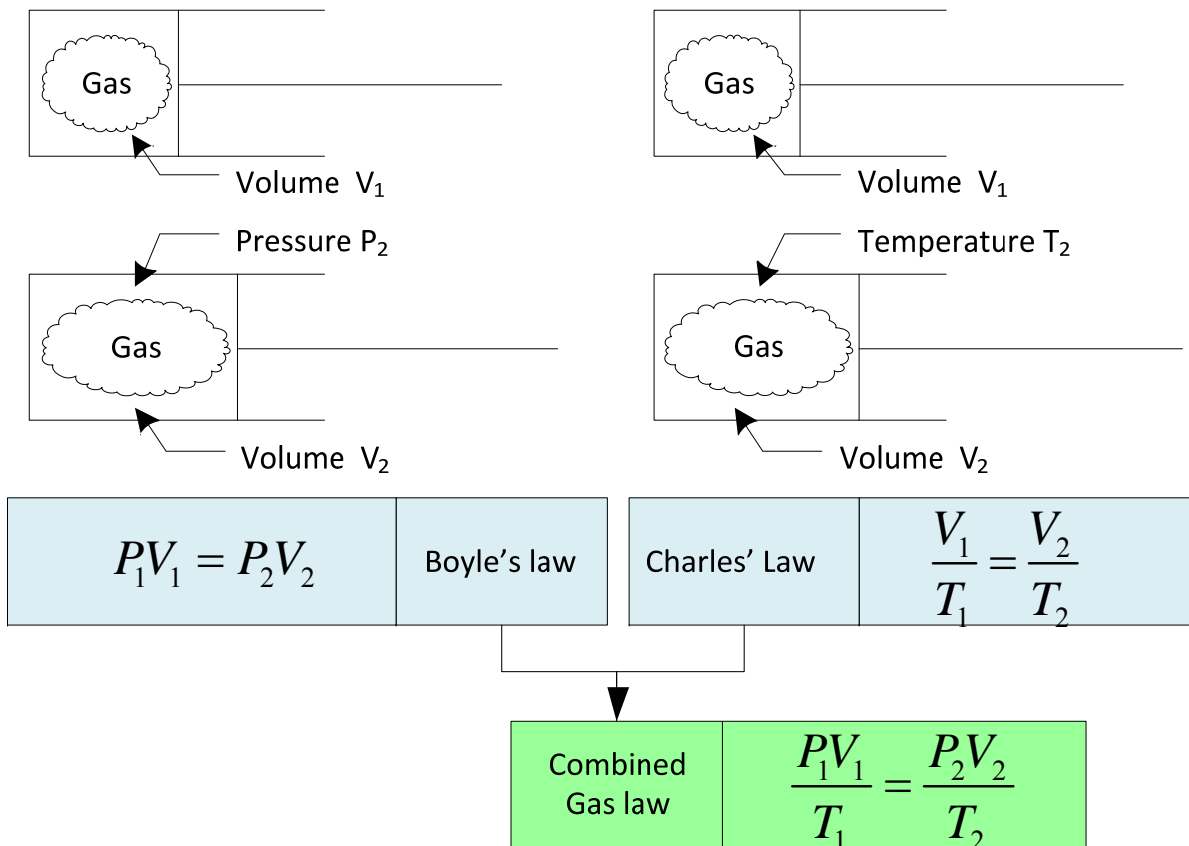 Gas
Gas
Volume V₁
Volume V₁
Pressure P₂
Temperature T₂
Gas
Gas
Volume V₂
Volume V₂
P₁V₁ = P₂V₂
Boyle's law
Charles' Law
V₁/T₁ = V₂/T₂
Combined
Gas law
P₁V₁/T₁ = P₂V₂/T₂